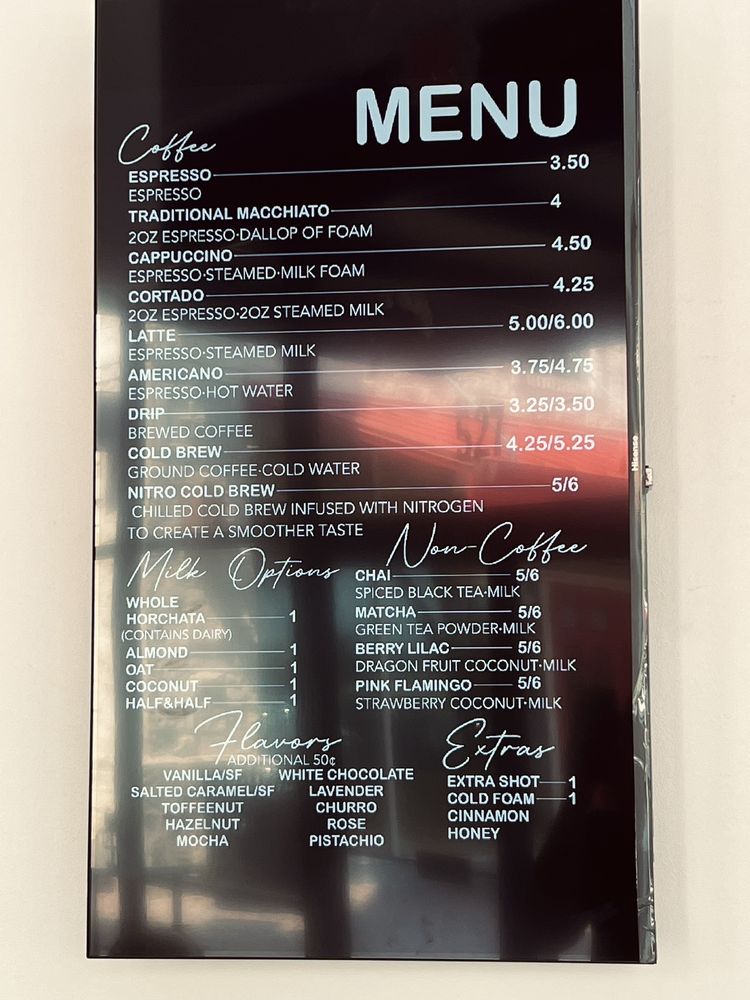 MENU
Coffee
ESPRESSO 3.50
ESPRESSO
TRADITIONAL MACCHIATO 4
2OZ ESPRESSO·DALLOP OF FOAM
CAPPUCCINO 4.50
ESPRESSO·STEAMED·MILK FOAM
CORTADO 4.25
2OZ ESPRESSO·2OZ STEAMED MILK
LATTE 5.00/6.00
ESPRESSO·STEAMED MILK
AMERICANO 3.75/4.75
ESPRESSO·HOT WATER
DRIP 3.25/3.50
BREWED COFFEE
COLD BREW 4.25/5.25
GROUND COFFEE·COLD WATER
NITRO COLD BREW 5/6
CHILLED COLD BREW INFUSED WITH NITROGEN
TO CREATE A SMOOTHER TASTE
Milk Options
WHOLE
HORCHATA 1
(CONTAINS DAIRY)
ALMOND 1
OAT 1
COCONUT 1
HALF&HALF 1
Non-Coffee
CHAI 5/6
SPICED BLACK TEA·MILK
MATCHA 5/6
GREEN TEA POWDER·MILK
BERRY LILAC 5/6
DRAGON FRUIT COCONUT·MILK
PINK FLAMINGO 5/6
STRAWBERRY COCONUT·MILK
Flavors
ADDITIONAL 50¢
VANILLA/SF
SALTED CARAMEL/SF
TOFFEENUT
HAZELNUT
MOCHA
WHITE CHOCOLATE
LAVENDER
CHURRO
ROSE
PISTACHIO
Extras
EXTRA SHOT 1
COLD FOAM 1
CINNAMON
HONEY
Hisense